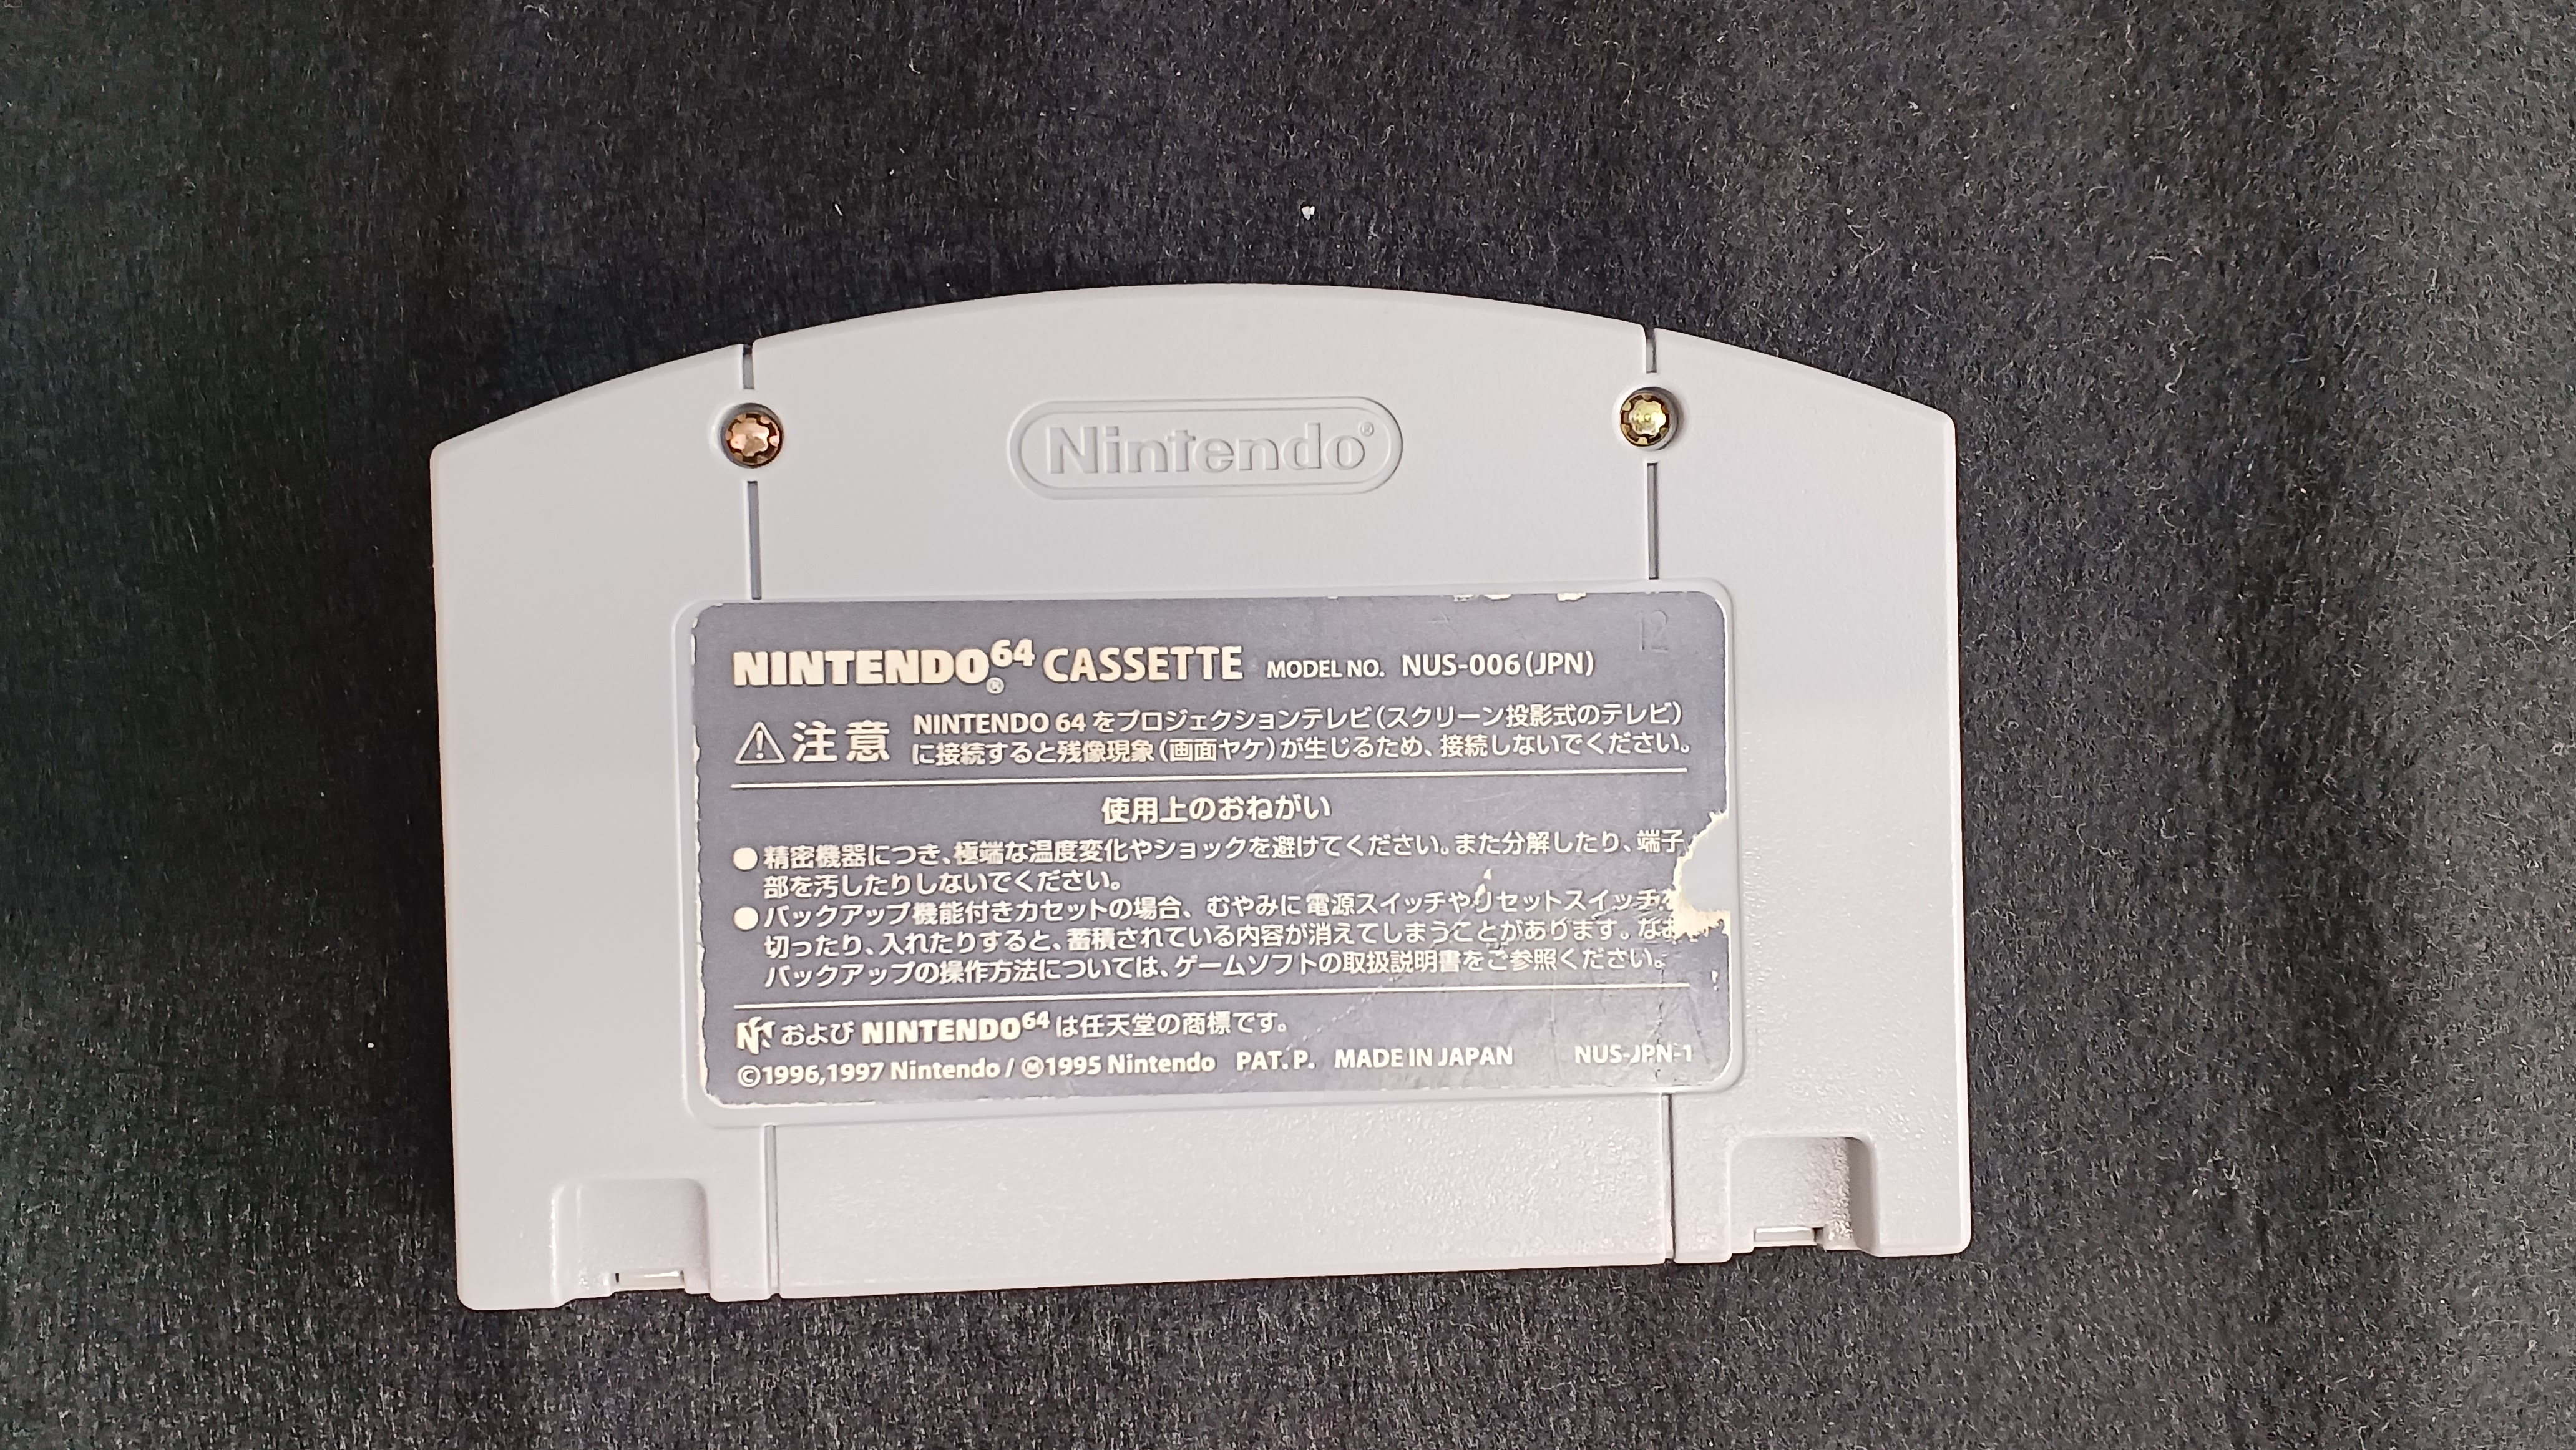 Nintendo®
12
NINTENDO⁶⁴® CASSETTE MODEL NO. NUS-006(JPN)
⚠注意 NINTENDO 64 をプロジェクションテレビ(スクリーン投影式のテレビ)
に接続すると残像現象(画面ヤケ)が生じるため、接続しないでください。
使用上のおねがい
●精密機器につき、極端な温度変化やショックを避けてください。また分解したり、端子
部を汚したりしないでください。
●バックアップ機能付きカセットの場合、むやみに電源スイッチやリセットスイッチを
切ったり、入れたりすると、蓄積されている内容が消えてしまうことがあります。なお
バックアップの操作方法については、ゲームソフトの取扱説明書をご参照ください。
および NINTENDO⁶⁴ は任天堂の商標です。
©1996,1997 Nintendo / Ⓜ1995 Nintendo PAT. P. MADE IN JAPAN NUS-JPN-1